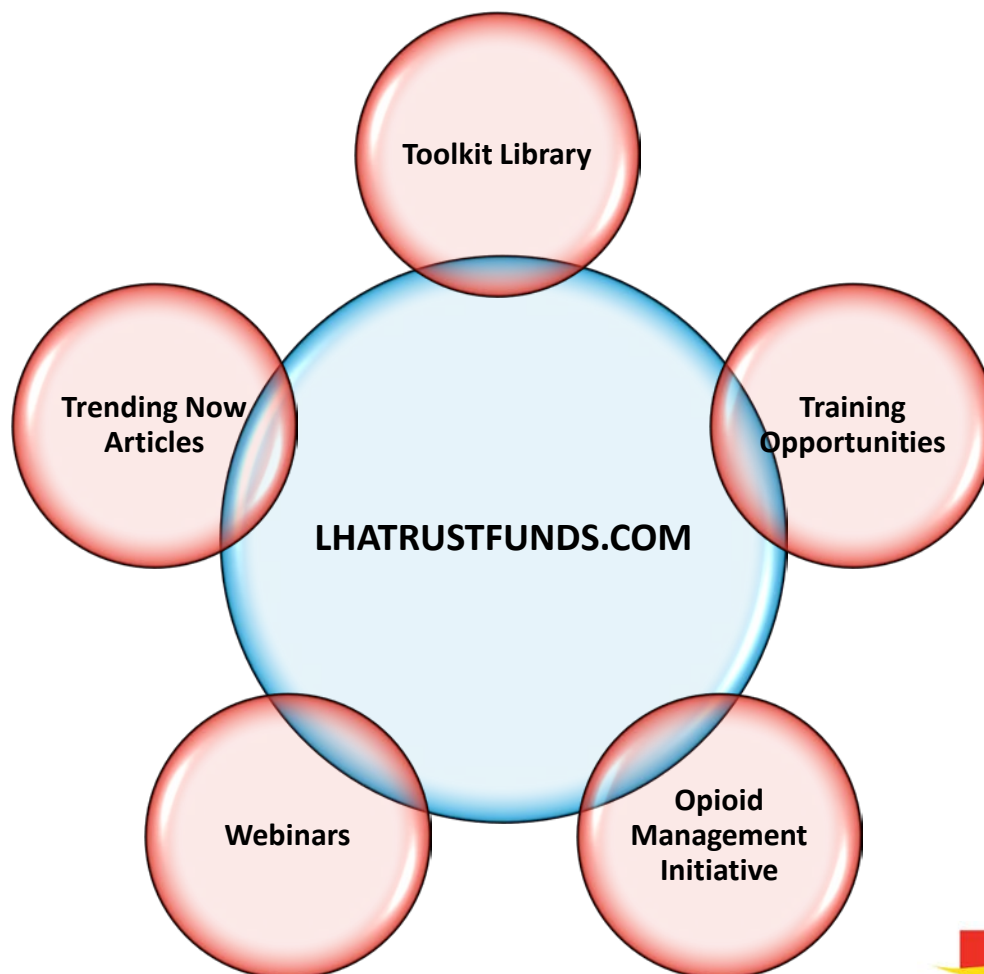 Toolkit Library
Trending Now
Articles
Training
Opportunities
LHATRUSTFUNDS.COM
Webinars
Opioid
Management
Initiative